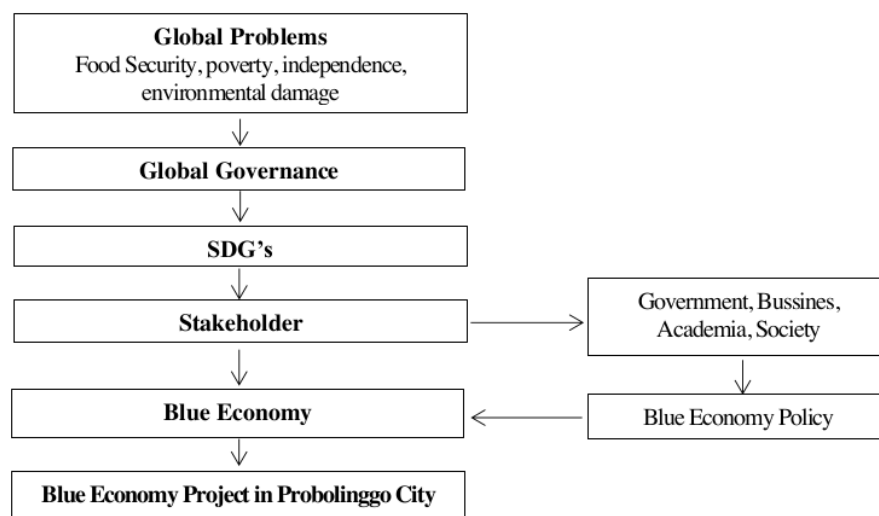 Global Problems
Food Security, poverty, independence,
environmental damage
Global Governance
SDG's
Stakeholder
Government, Bussines,
Academia, Society
Blue Economy
Blue Economy Policy
Blue Economy Project in Probolinggo City